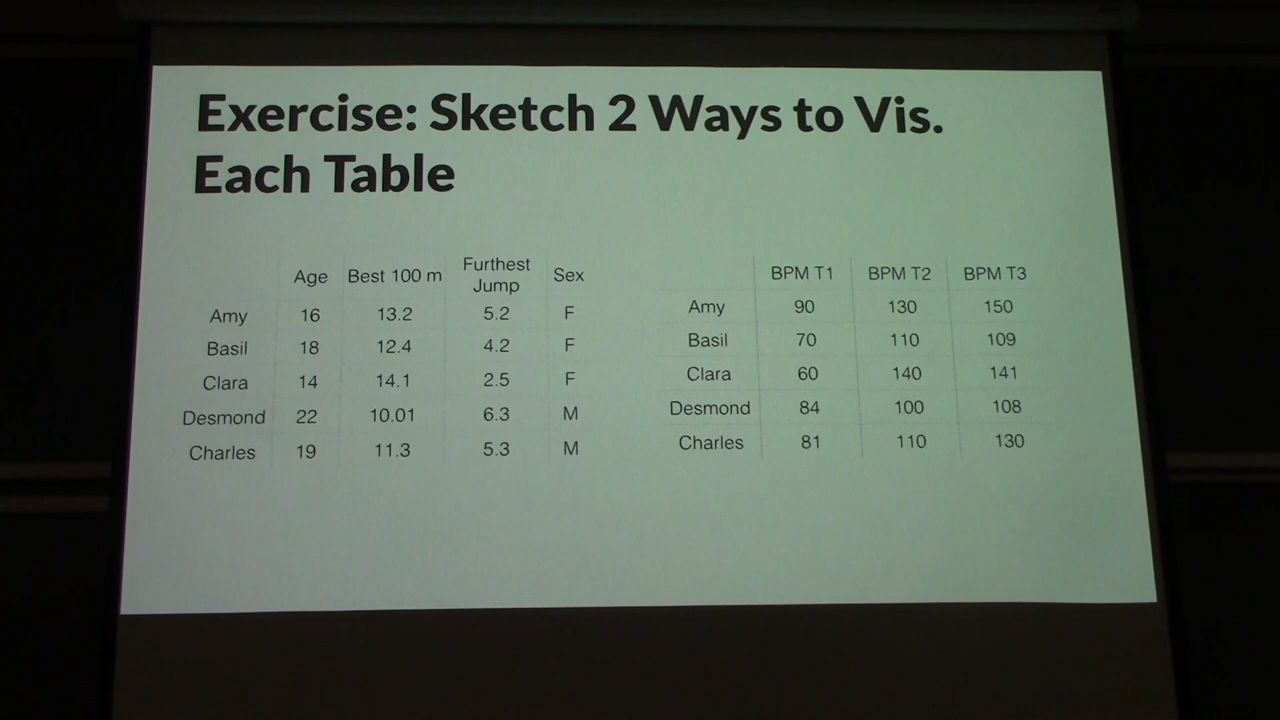 Exercise: Sketch 2 Ways to Vis.
Each Table
Age Best 100 m Furthest Jump Sex
Amy 16 13.2 5.2 F
Basil 18 12.4 4.2 F
Clara 14 14.1 2.5 F
Desmond 22 10.01 6.3 M
Charles 19 11.3 5.3 M
BPM T1 BPM T2 BPM T3
Amy 90 130 150
Basil 70 110 109
Clara 60 140 141
Desmond 84 100 108
Charles 81 110 130